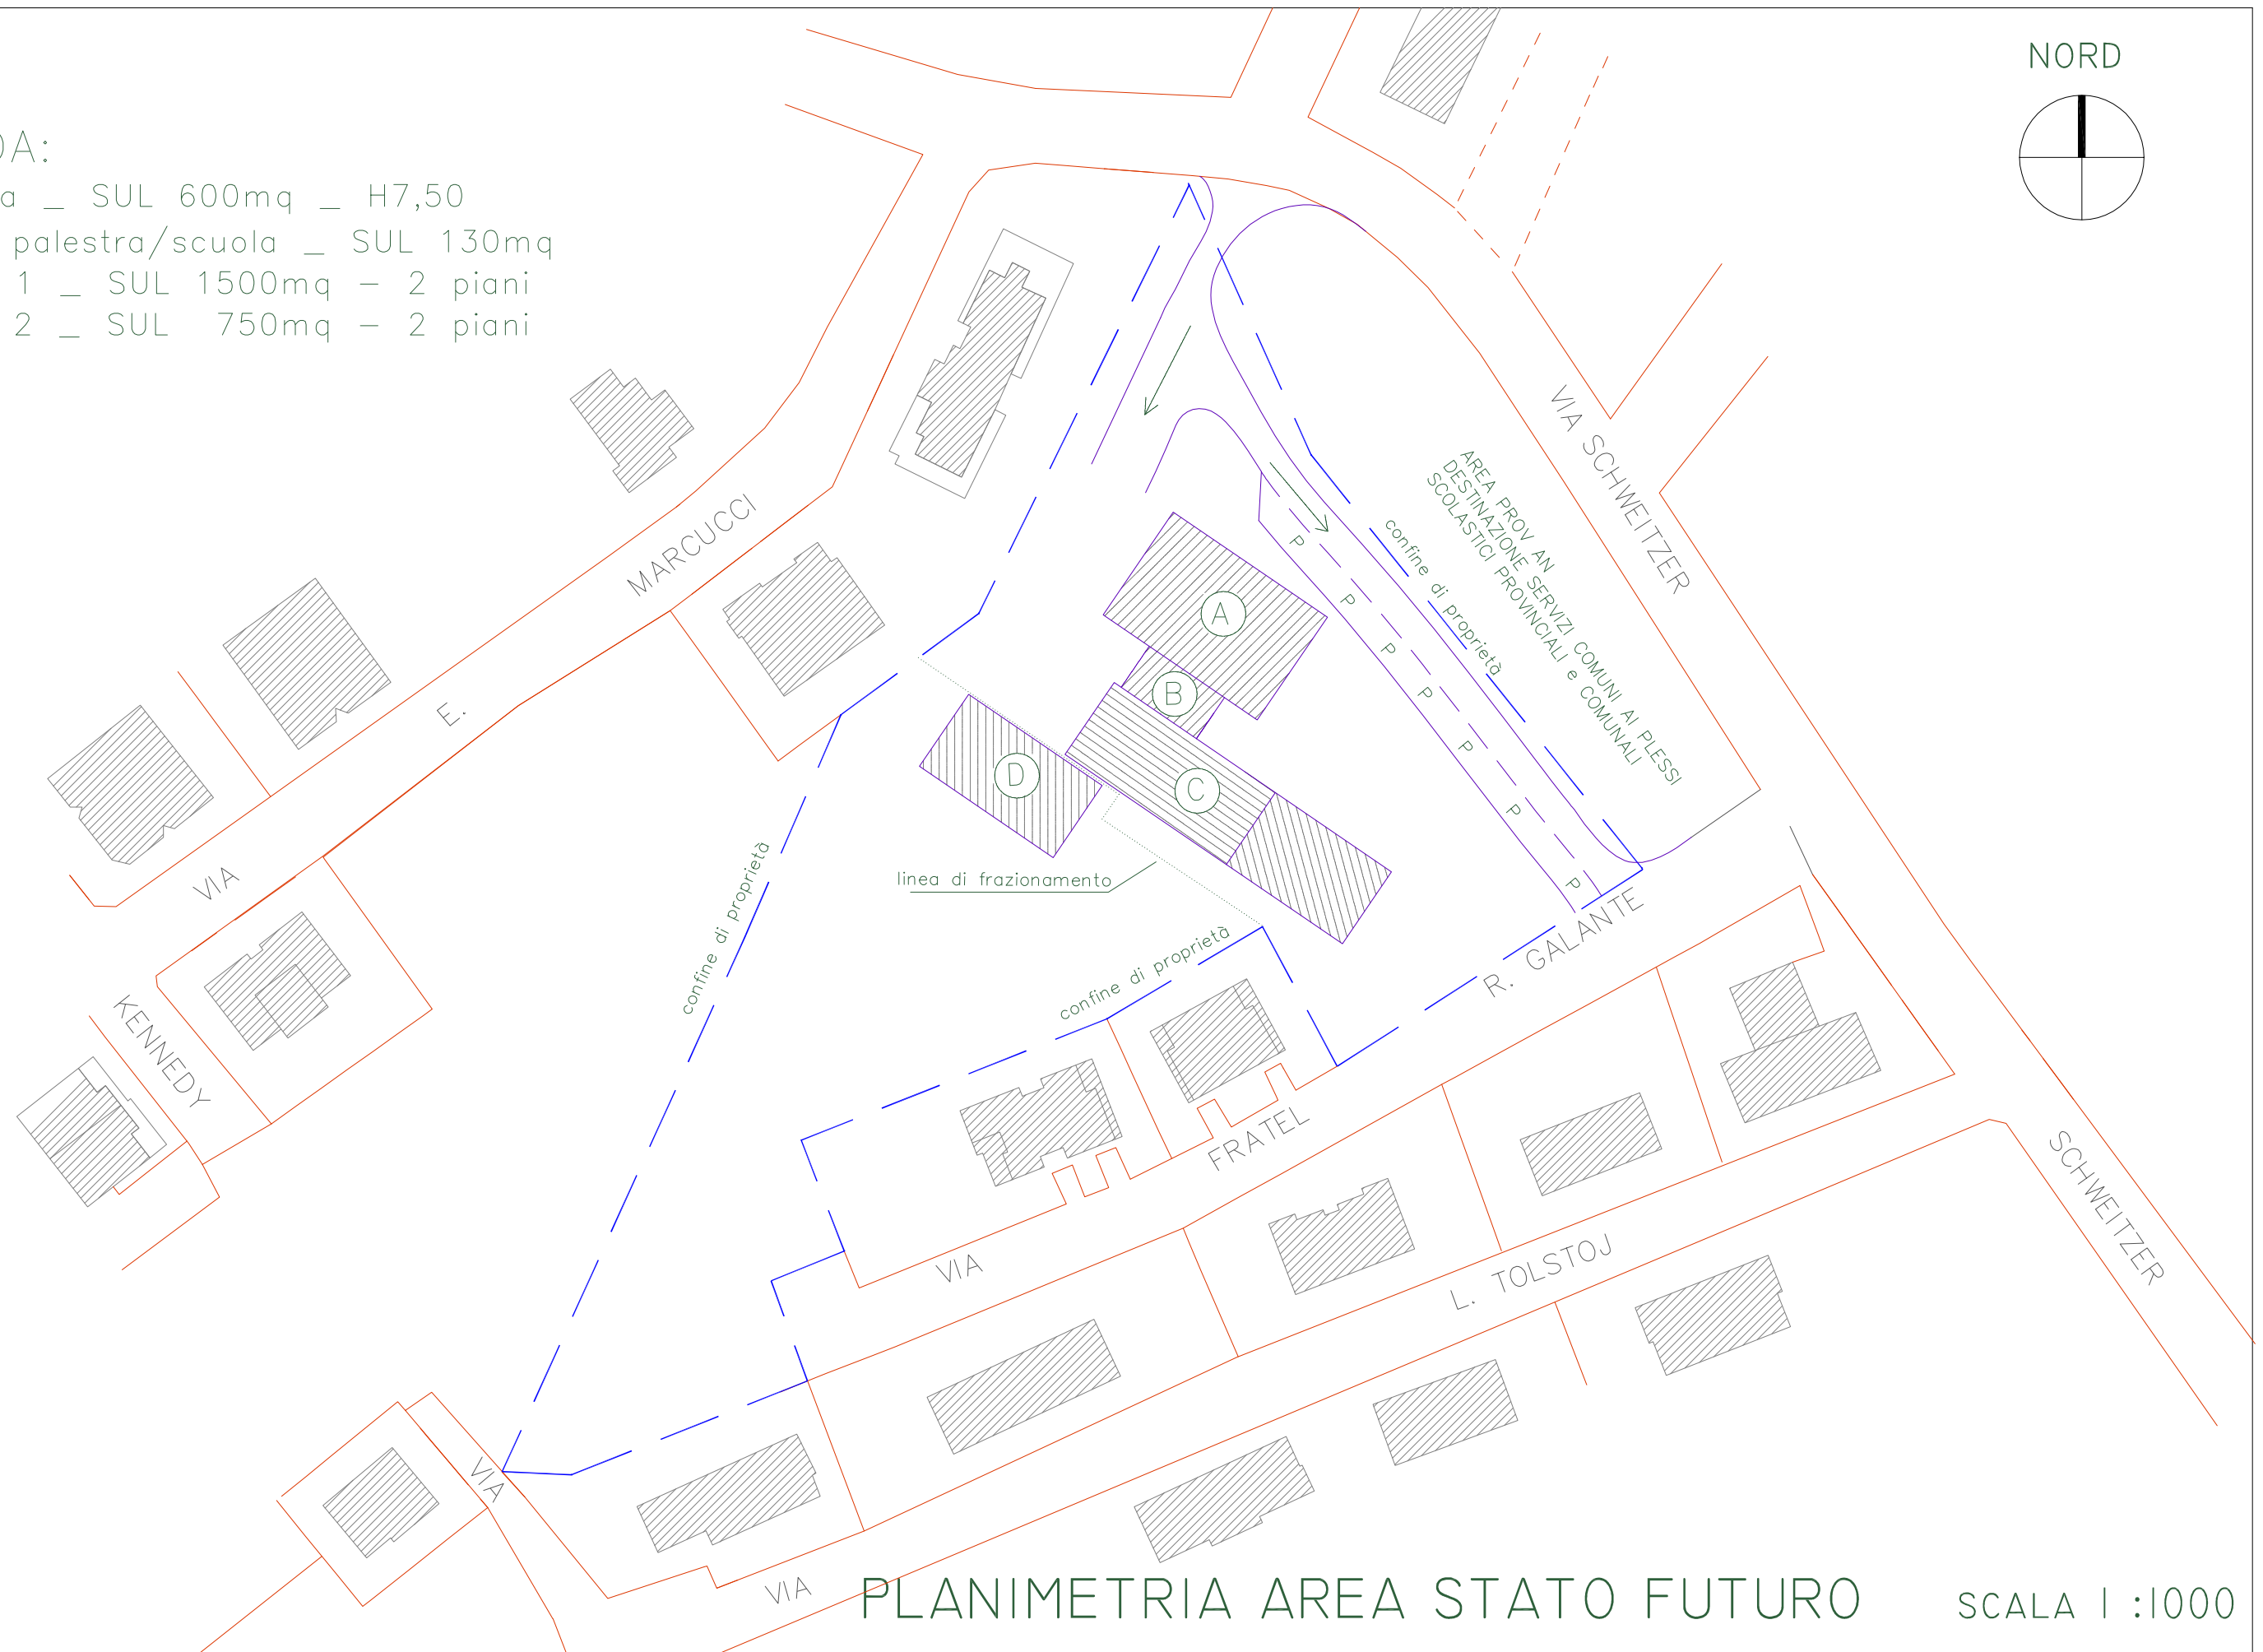 NORD
DA:
a _ SUL 600mq _ H7,50
palestra/scuola _ SUL 130mq
1 _ SUL 1500mq - 2 piani
2 _ SUL 750mq - 2 piani
VIA SCHWEITZER
AREA PROV AN
DESTINAZIONE SERVIZI COMUNI AI PLESSI
SCOLASTICI PROVINCIALI e COMUNALI
confine di proprietà
MARCUCCI
E.
VIA
P
P
P
P
P
P
P
A
B
C
D
linea di frazionamento
confine di proprietà
confine di proprietà
R. GALANTE
FRATEL
VIA
KENNEDY
VIA
L. TOLSTOJ
VIA
SCHWEITZER
PLANIMETRIA AREA STATO FUTURO
SCALA 1:1000